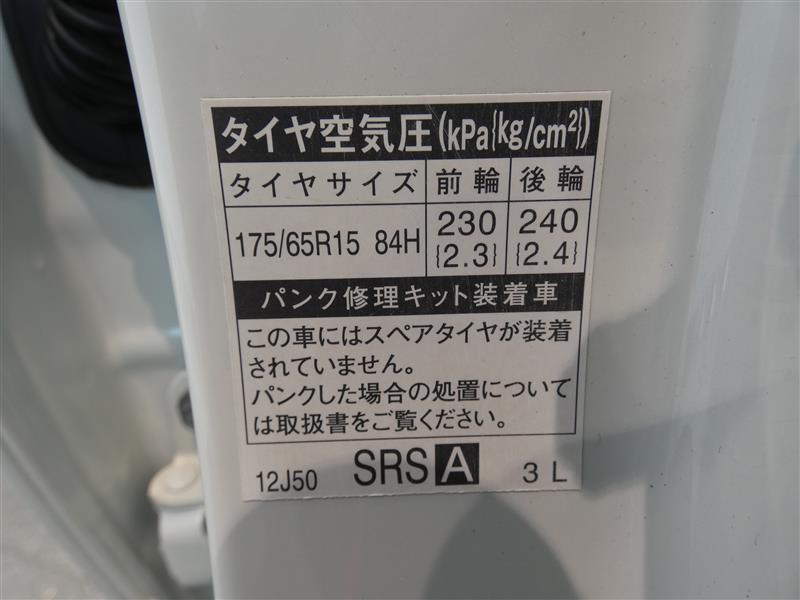 タイヤ空気圧(kPa{kg/cm²})
タイヤサイズ 前輪 後輪
175/65R15 84H 230 {2.3} 240 {2.4}
パンク修理キット装着車
この車にはスペアタイヤが装着
されていません。
パンクした場合の処置について
は取扱書をご覧ください。
12J50 SRS A 3L